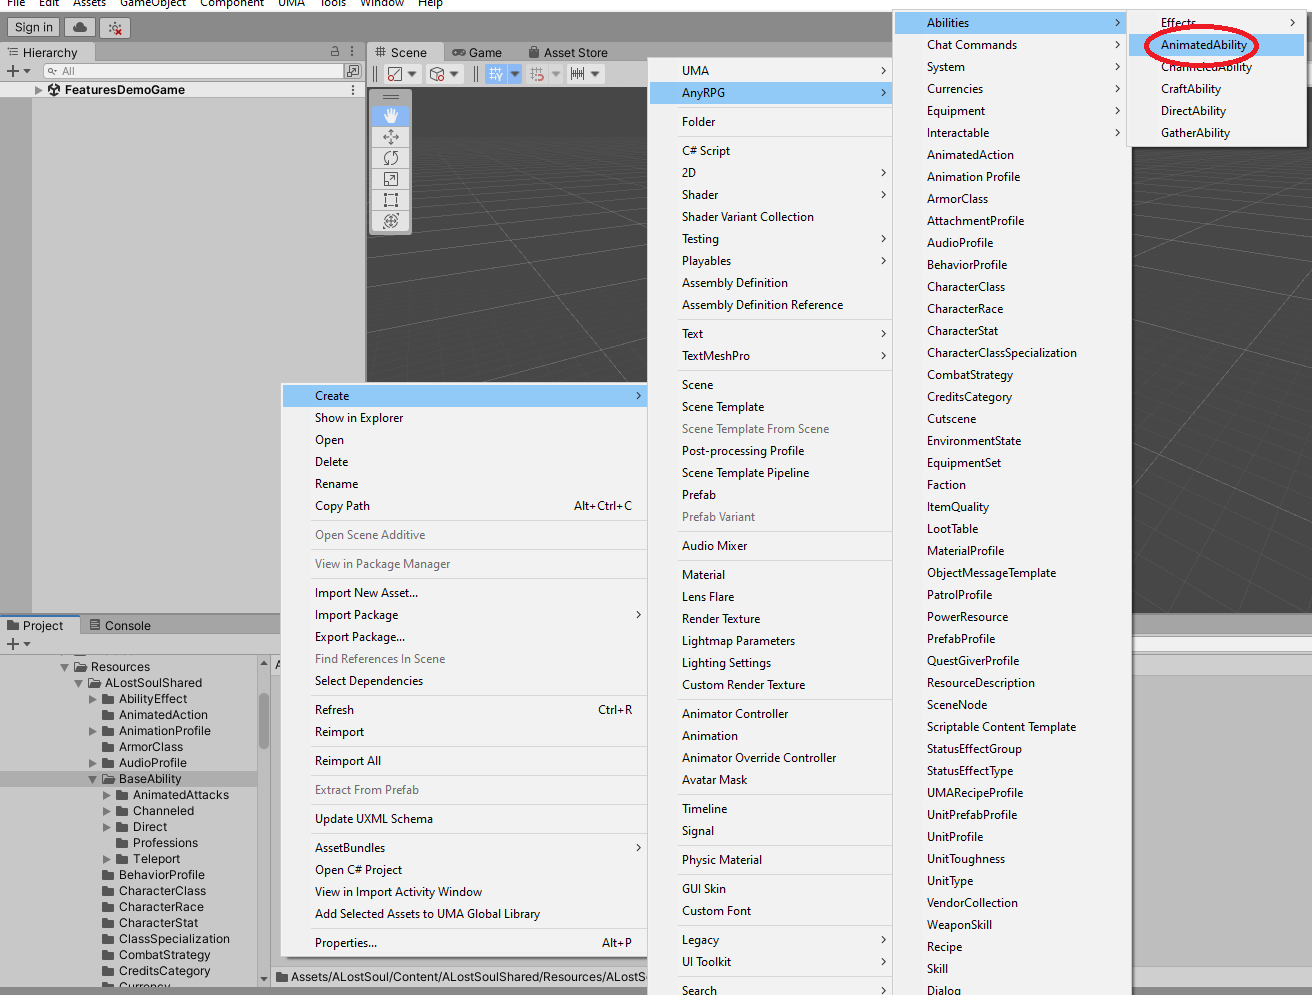 File Edit Assets GameObject Component UMA Tools Window Help
Sign in
Hierarchy
All
FeaturesDemoGame
Scene
Game
Asset Store
Create
Show in Explorer
Open
Delete
Rename
Copy Path Alt+Ctrl+C
Open Scene Additive
View in Package Manager
Import New Asset...
Import Package
Export Package...
Find References In Scene
Select Dependencies
Refresh Ctrl+R
Reimport
Reimport All
Extract From Prefab
Update UXML Schema
AssetBundles
Open C# Project
View in Import Activity Window
Add Selected Assets to UMA Global Library
Properties... Alt+P
UMA
AnyRPG
Folder
C# Script
2D
Shader
Shader Variant Collection
Testing
Playables
Assembly Definition
Assembly Definition Reference
Text
TextMeshPro
Scene
Scene Template
Scene Template From Scene
Post-processing Profile
Scene Template Pipeline
Prefab
Prefab Variant
Audio Mixer
Material
Lens Flare
Render Texture
Lightmap Parameters
Lighting Settings
Custom Render Texture
Animator Controller
Animation
Animator Override Controller
Avatar Mask
Timeline
Signal
Physic Material
GUI Skin
Custom Font
Legacy
UI Toolkit
Search
Abilities
Chat Commands
System
Currencies
Equipment
Interactable
AnimatedAction
Animation Profile
ArmorClass
AttachmentProfile
AudioProfile
BehaviorProfile
CharacterClass
CharacterRace
CharacterStat
CharacterClassSpecialization
CombatStrategy
CreditsCategory
Cutscene
EnvironmentState
EquipmentSet
Faction
ItemQuality
LootTable
MaterialProfile
ObjectMessageTemplate
PatrolProfile
PowerResource
PrefabProfile
QuestGiverProfile
ResourceDescription
SceneNode
Scriptable Content Template
StatusEffectGroup
StatusEffectType
UMARecipeProfile
UnitPrefabProfile
UnitProfile
UnitToughness
UnitType
VendorCollection
WeaponSkill
Recipe
Skill
Dialog
Effects
AnimatedAbility
ChanneledAbility
CraftAbility
DirectAbility
GatherAbility
Project
Console
Resources
ALostSoulShared
AbilityEffect
AnimatedAction
AnimationProfile
ArmorClass
AudioProfile
BaseAbility
AnimatedAttacks
Channeled
Direct
Professions
Teleport
BehaviorProfile
CharacterClass
CharacterRace
CharacterStat
ClassSpecialization
CombatStrategy
CreditsCategory
Currency
Assets/ALostSoul/Content/ALostSoulShared/Resources/ALostS